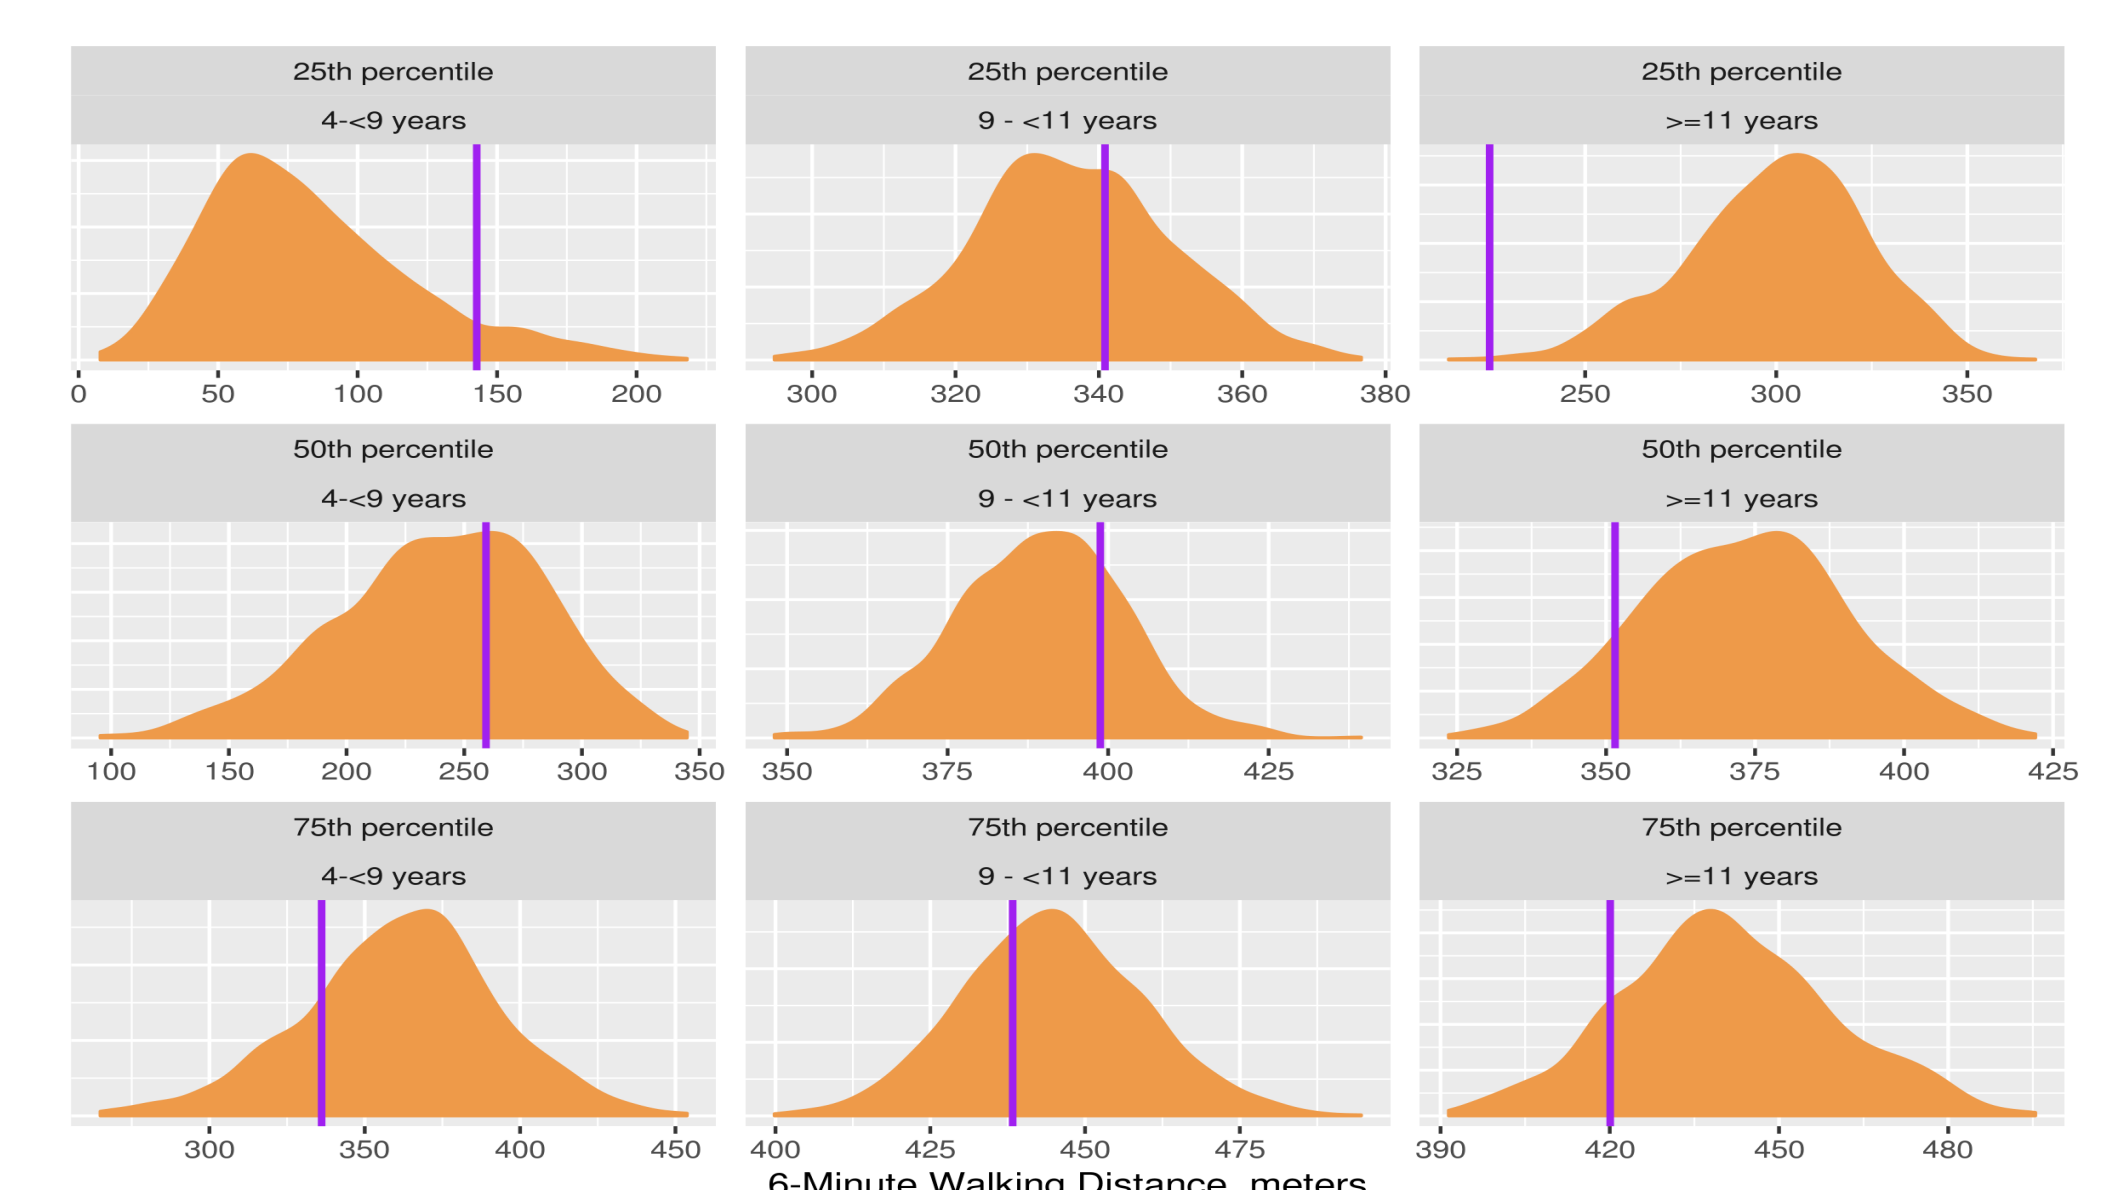 25th percentile 25th percentile 25th percentile
4-<9 years 9 - <11 years >=11 years
0 50 100 150 200 300 320 340 360 380 250 300 350
50th percentile 50th percentile 50th percentile
4-<9 years 9 - <11 years >=11 years
100 150 200 250 300 350 350 375 400 425 325 350 375 400 425
75th percentile 75th percentile 75th percentile
4-<9 years 9 - <11 years >=11 years
300 350 400 450 400 425 450 475 390 420 450 480
6-Minute Walking Distance, meters